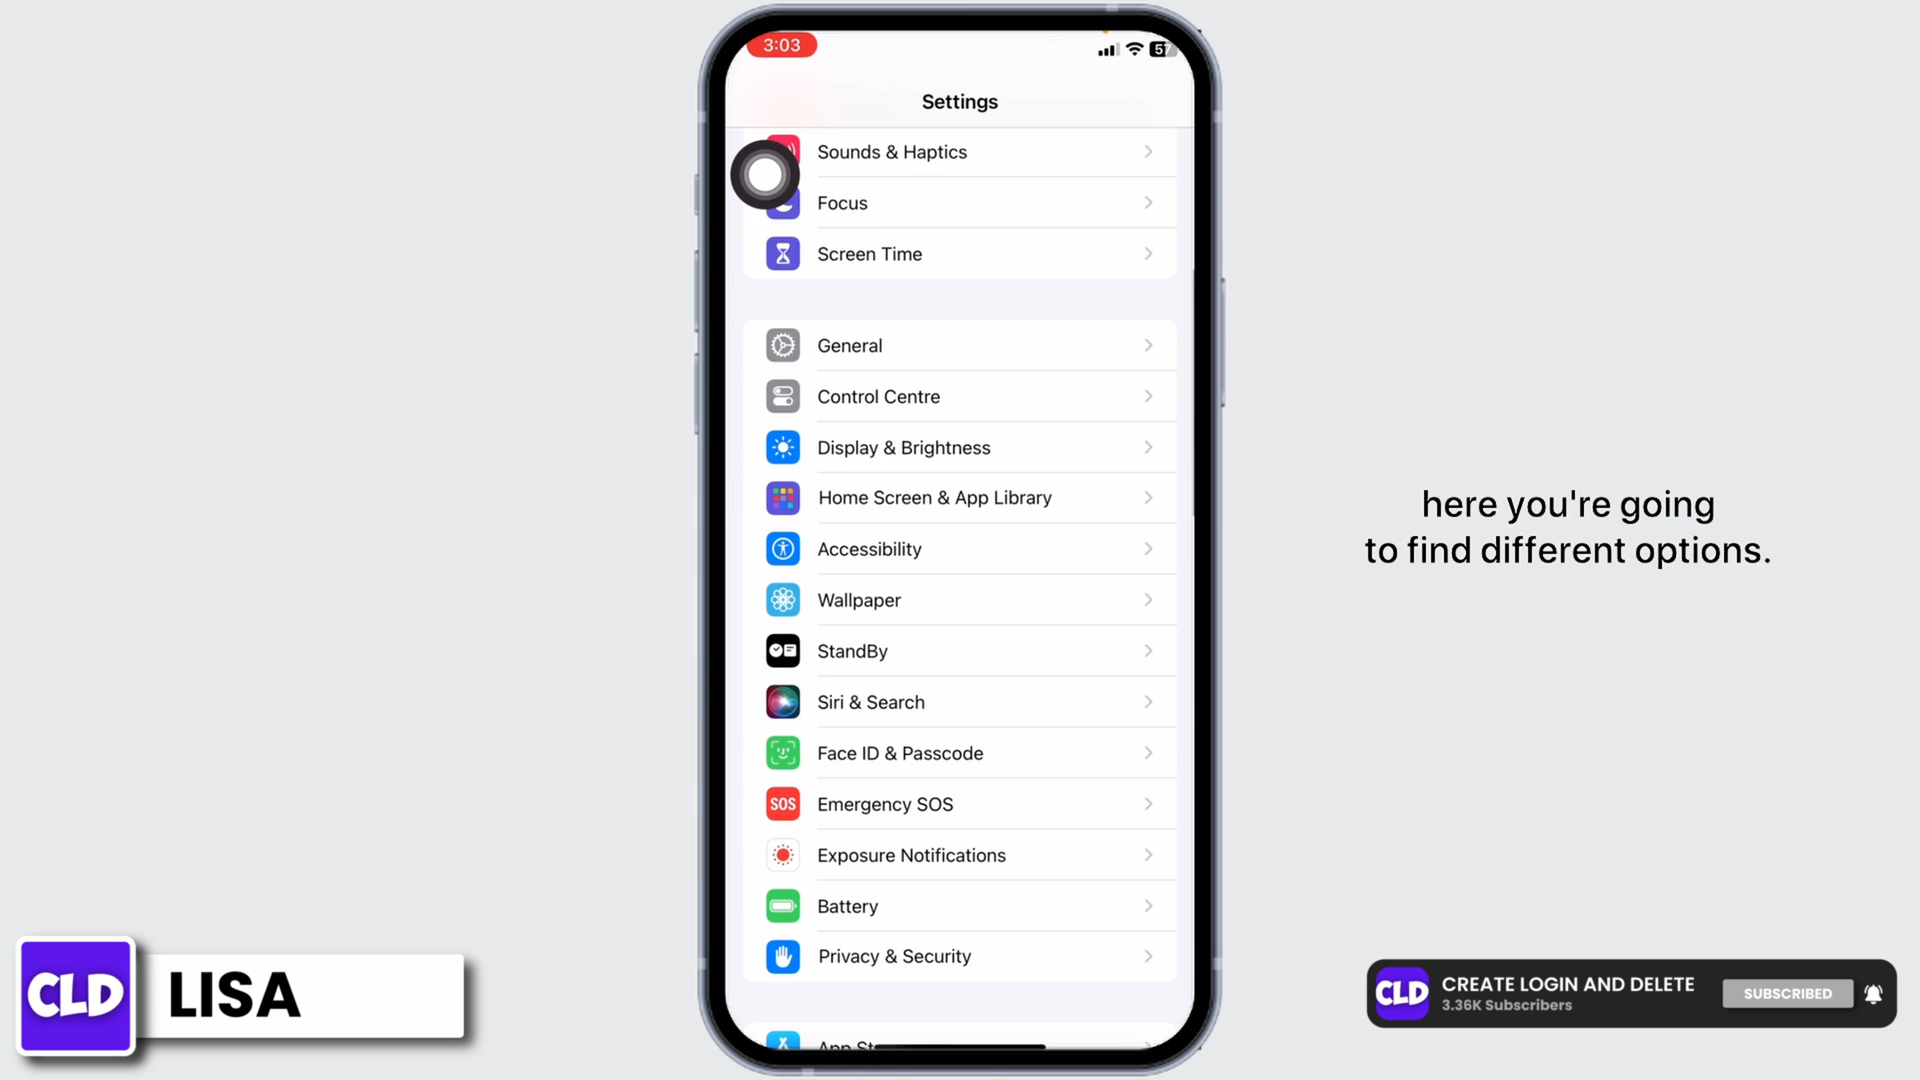 3:03
57
Settings
Sounds & Haptics
Focus
Screen Time
General
Control Centre
Display & Brightness
Home Screen & App Library
Accessibility
Wallpaper
StandBy
Siri & Search
Face ID & Passcode
SOS
Emergency SOS
Exposure Notifications
Battery
Privacy & Security
here you're going
to find different options.
CLD
LISA
CLD
CREATE LOGIN AND DELETE
3.36K Subscribers
SUBSCRIBED